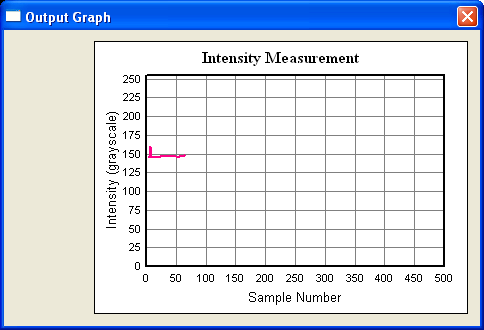 Output Graph
Intensity Measurement
Intensity (grayscale)
250
225
200
175
150
125
100
75
50
25
0
0 50 100 150 200 250 300 350 400 450 500
Sample Number